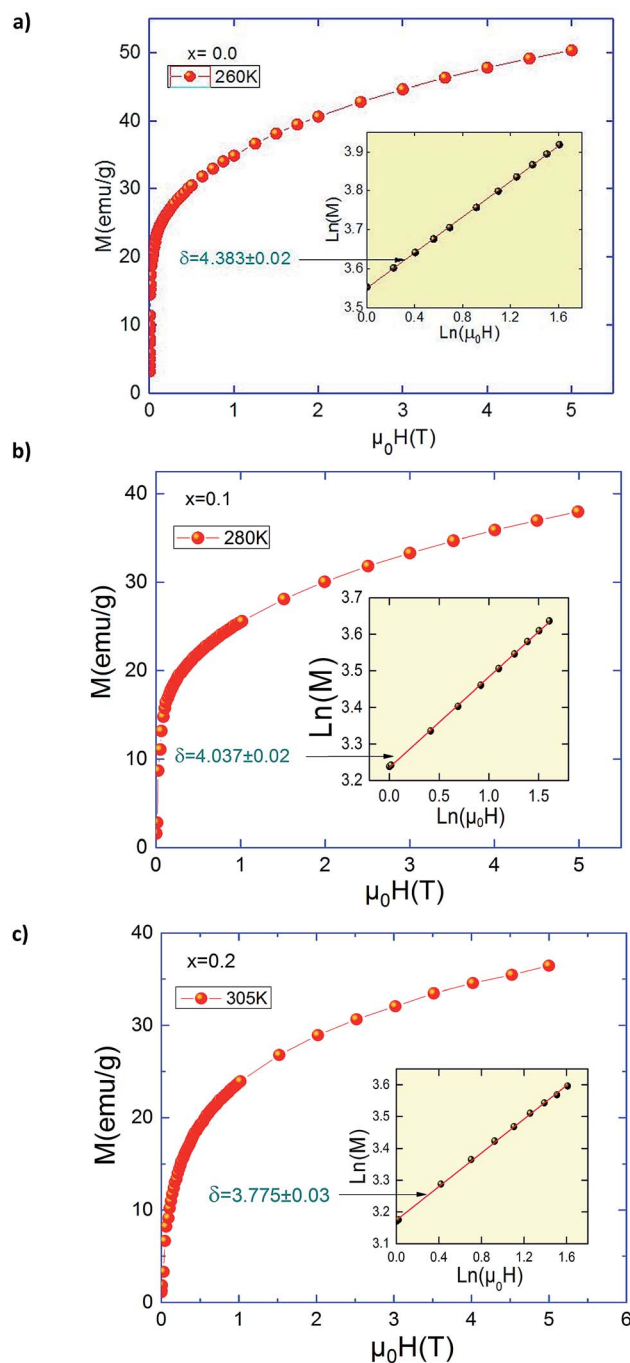 a)
x= 0.0
260K
50
40
30
20
10
0
M(emu/g)
0
1
2
3
4
5
μ₀H(T)
3.9
3.8
3.7
3.6
3.5
Ln(M)
0.0
0.4
0.8
1.2
1.6
Ln(μ₀H)
δ=4.383±0.02
b)
x=0.1
280K
40
30
20
10
0
M(emu/g)
0
1
2
3
4
5
μ₀H(T)
3.7
3.6
3.5
3.4
3.3
3.2
Ln(M)
0.0
0.5
1.0
1.5
Ln(μ₀H)
δ=4.037±0.02
c)
x=0.2
305K
40
30
20
10
0
M(emu/g)
0
1
2
3
4
5
6
μ₀H(T)
3.6
3.5
3.4
3.3
3.2
3.1
Ln(M)
0.0
0.4
0.8
1.2
1.6
Ln(μ₀H)
δ=3.775±0.03